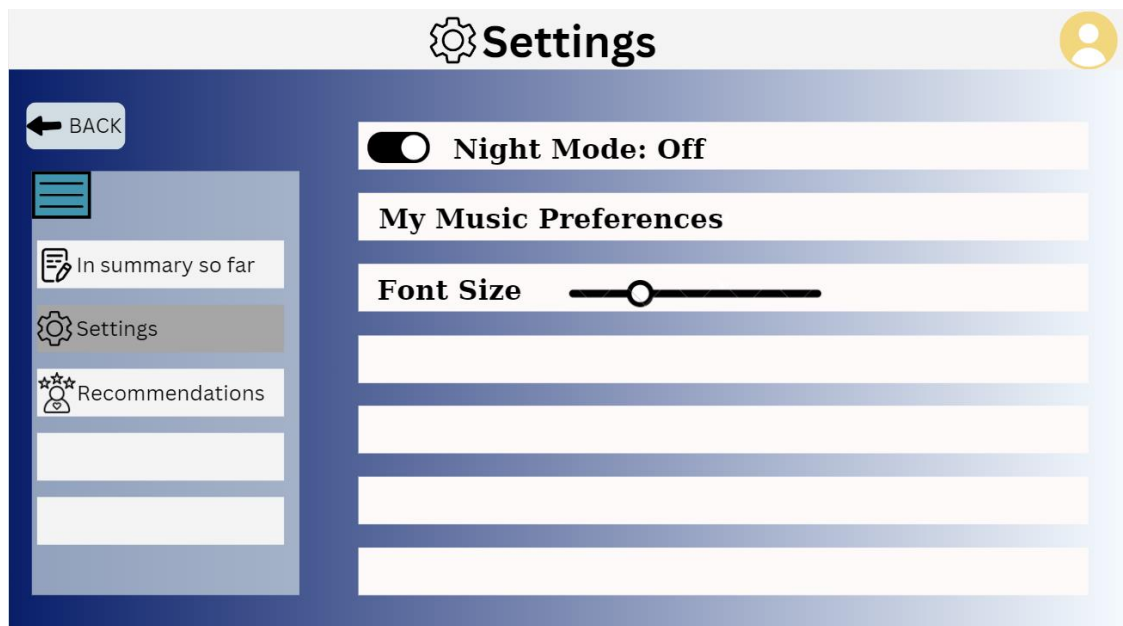 Settings
BACK
In summary so far
Settings
Recommendations
Night Mode: Off
My Music Preferences
Font Size